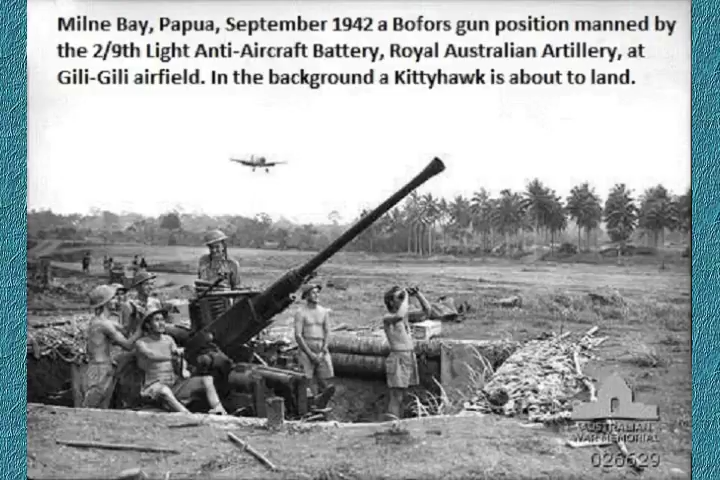 Milne Bay, Papua, September 1942 a Bofors gun position manned by
the 2/9th Light Anti-Aircraft Battery, Royal Australian Artillery, at
Gili-Gili airfield. In the background a Kittyhawk is about to land.
AUSTRALIAN
WAR MEMORIAL
026629